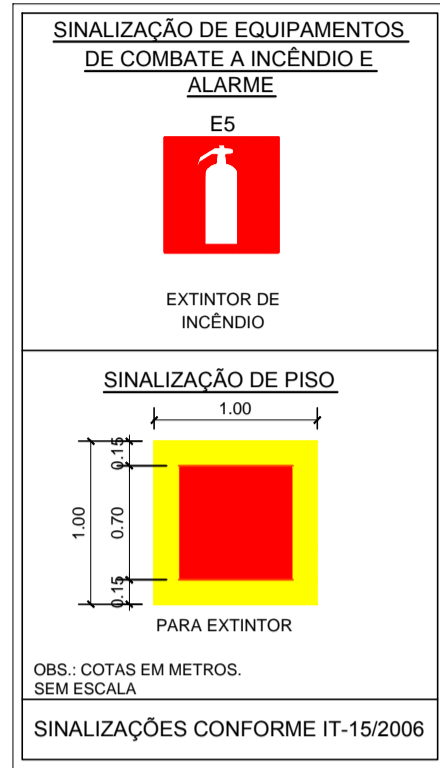 SINALIZAÇÃO DE EQUIPAMENTOS
DE COMBATE A INCÊNDIO E
ALARME
E5
EXTINTOR DE
INCÊNDIO
SINALIZAÇÃO DE PISO
1.00
0.15
1.00
0.70
0.15
PARA EXTINTOR
OBS.: COTAS EM METROS.
SEM ESCALA
SINALIZAÇÕES CONFORME IT-15/2006